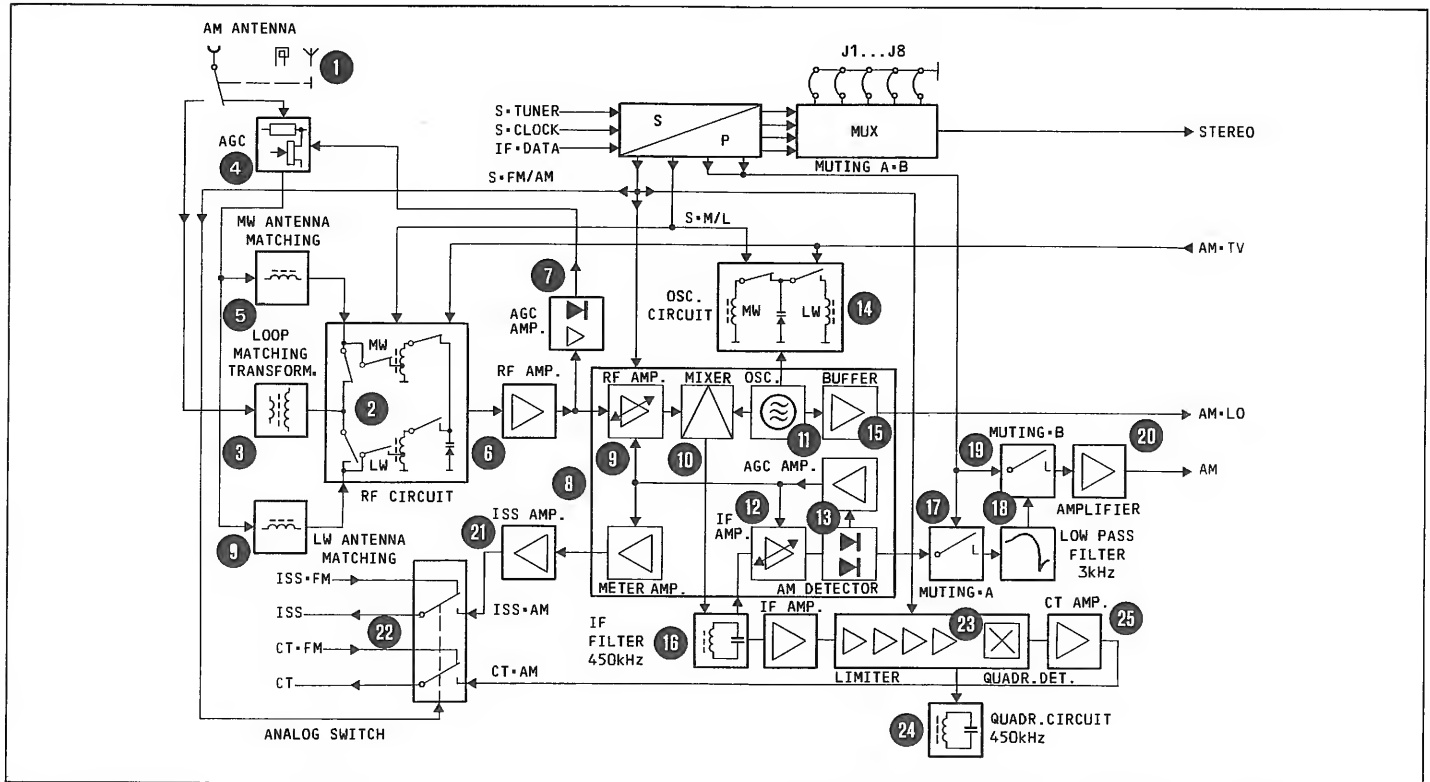 AM ANTENNA
1
J1...J8
S•TUNER
S•CLOCK
IF•DATA
S
P
MUX
STEREO
AGC
4
MUTING A•B
S•FM/AM
MW ANTENNA
MATCHING
S•M/L
AM•TV
5
7
AGC
AMP.
OSC.
CIRCUIT
MW
LW
14
LOOP
MATCHING
TRANSFORM.
MW
2
LW
RF AMP.
RF AMP.
MIXER
OSC.
BUFFER
AM•LO
3
6
9
10
11
15
MUTING•B
20
19
AM
RF CIRCUIT
8
AGC AMP.
12
13
17
18
AMPLIFIER
9
LW ANTENNA
MATCHING
21
ISS AMP.
IF
AMP.
LOW PASS
FILTER
3kHz
ISS•FM
METER AMP.
AM DETECTOR
MUTING•A
ISS
22
ISS•AM
IF
FILTER
450kHz
16
IF AMP.
23
CT AMP.
25
CT•FM
CT
CT•AM
LIMITER
QUADR.DET.
ANALOG SWITCH
24
QUADR.CIRCUIT
450kHz